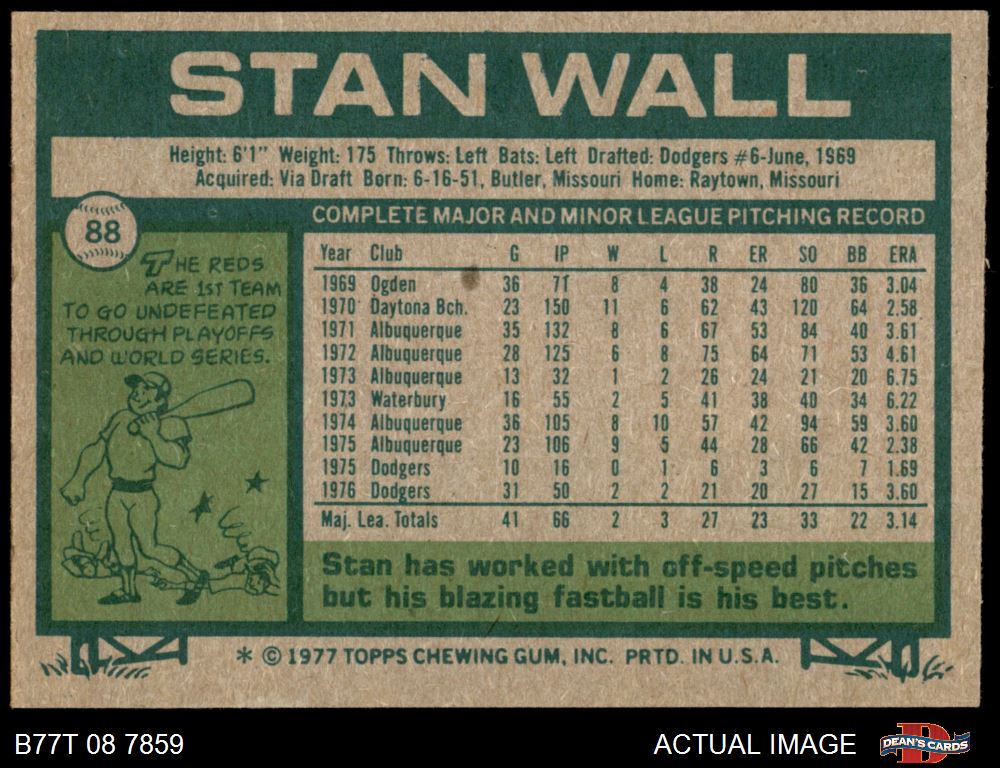 STAN WALL
Height: 6'1" Weight: 175 Throws: Left Bats: Left Drafted: Dodgers #6-June, 1969
Acquired: Via Draft Born: 6-16-51, Butler, Missouri Home: Raytown, Missouri
88
THE REDS
ARE 1ST TEAM
TO GO UNDEFEATED
THROUGH PLAYOFFS
AND WORLD SERIES.
COMPLETE MAJOR AND MINOR LEAGUE PITCHING RECORD
Year Club G IP W L R ER SO BB ERA
1969 Ogden 36 71 8 4 38 24 80 36 3.04
1970 Daytona Bch. 23 150 11 6 62 43 120 64 2.58
1971 Albuquerque 35 132 8 6 67 53 84 40 3.61
1972 Albuquerque 28 125 6 8 75 64 71 53 4.61
1973 Albuquerque 13 32 1 2 26 24 21 20 6.75
1973 Waterbury 16 55 2 5 41 38 40 34 6.22
1974 Albuquerque 36 105 8 10 57 42 94 59 3.60
1975 Albuquerque 23 106 9 5 44 28 66 42 2.38
1975 Dodgers 10 16 0 1 6 3 6 7 1.69
1976 Dodgers 31 50 2 2 21 20 27 15 3.60
Maj. Lea. Totals 41 66 2 3 27 23 33 22 3.14
Stan has worked with off-speed pitches
but his blazing fastball is his best.
* © 1977 TOPPS CHEWING GUM, INC. PRTD. IN U.S.A.
B77T 08 7859
ACTUAL IMAGE
DEAN'S CARDS